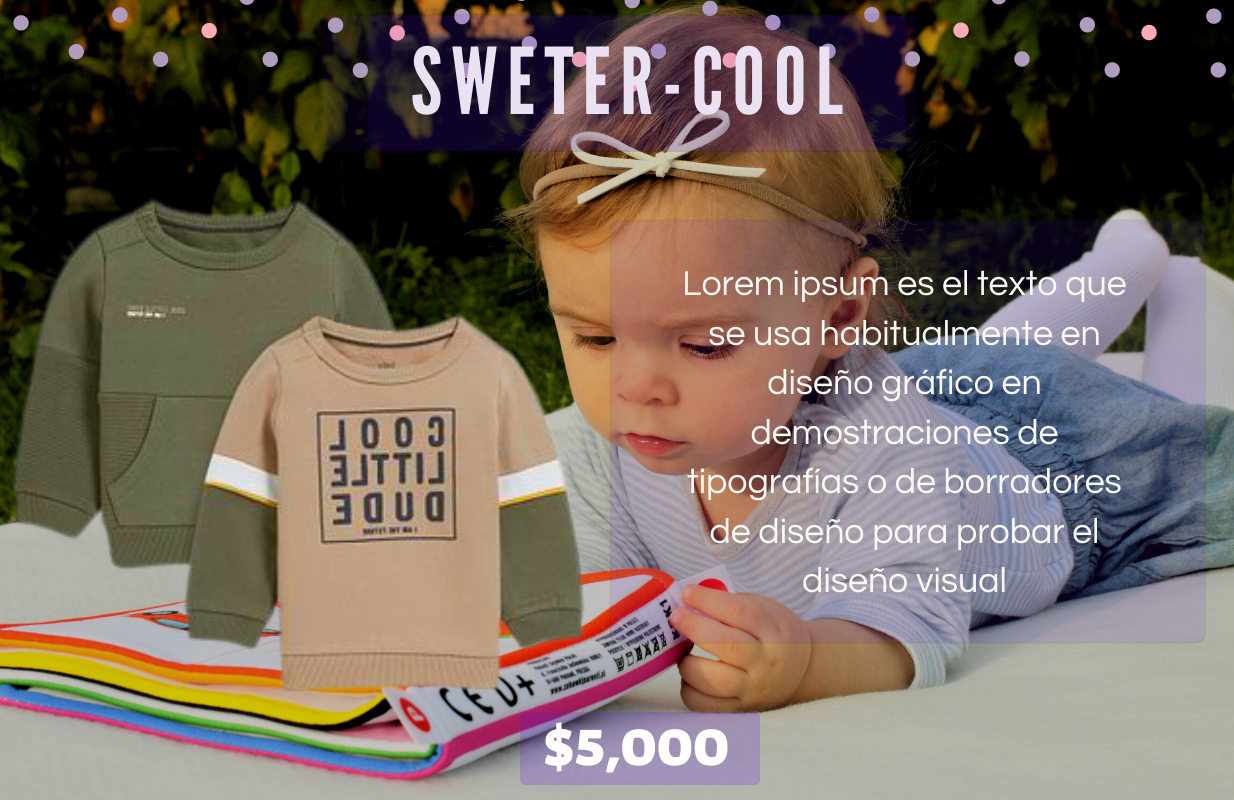 SWETER-COOL
Lorem ipsum es el texto que
se usa habitualmente en
diseño gráfico en
demostraciones de
tipografías o de borradores
de diseño para probar el
diseño visual
COOL
LITTLE
DUDE
$5,000